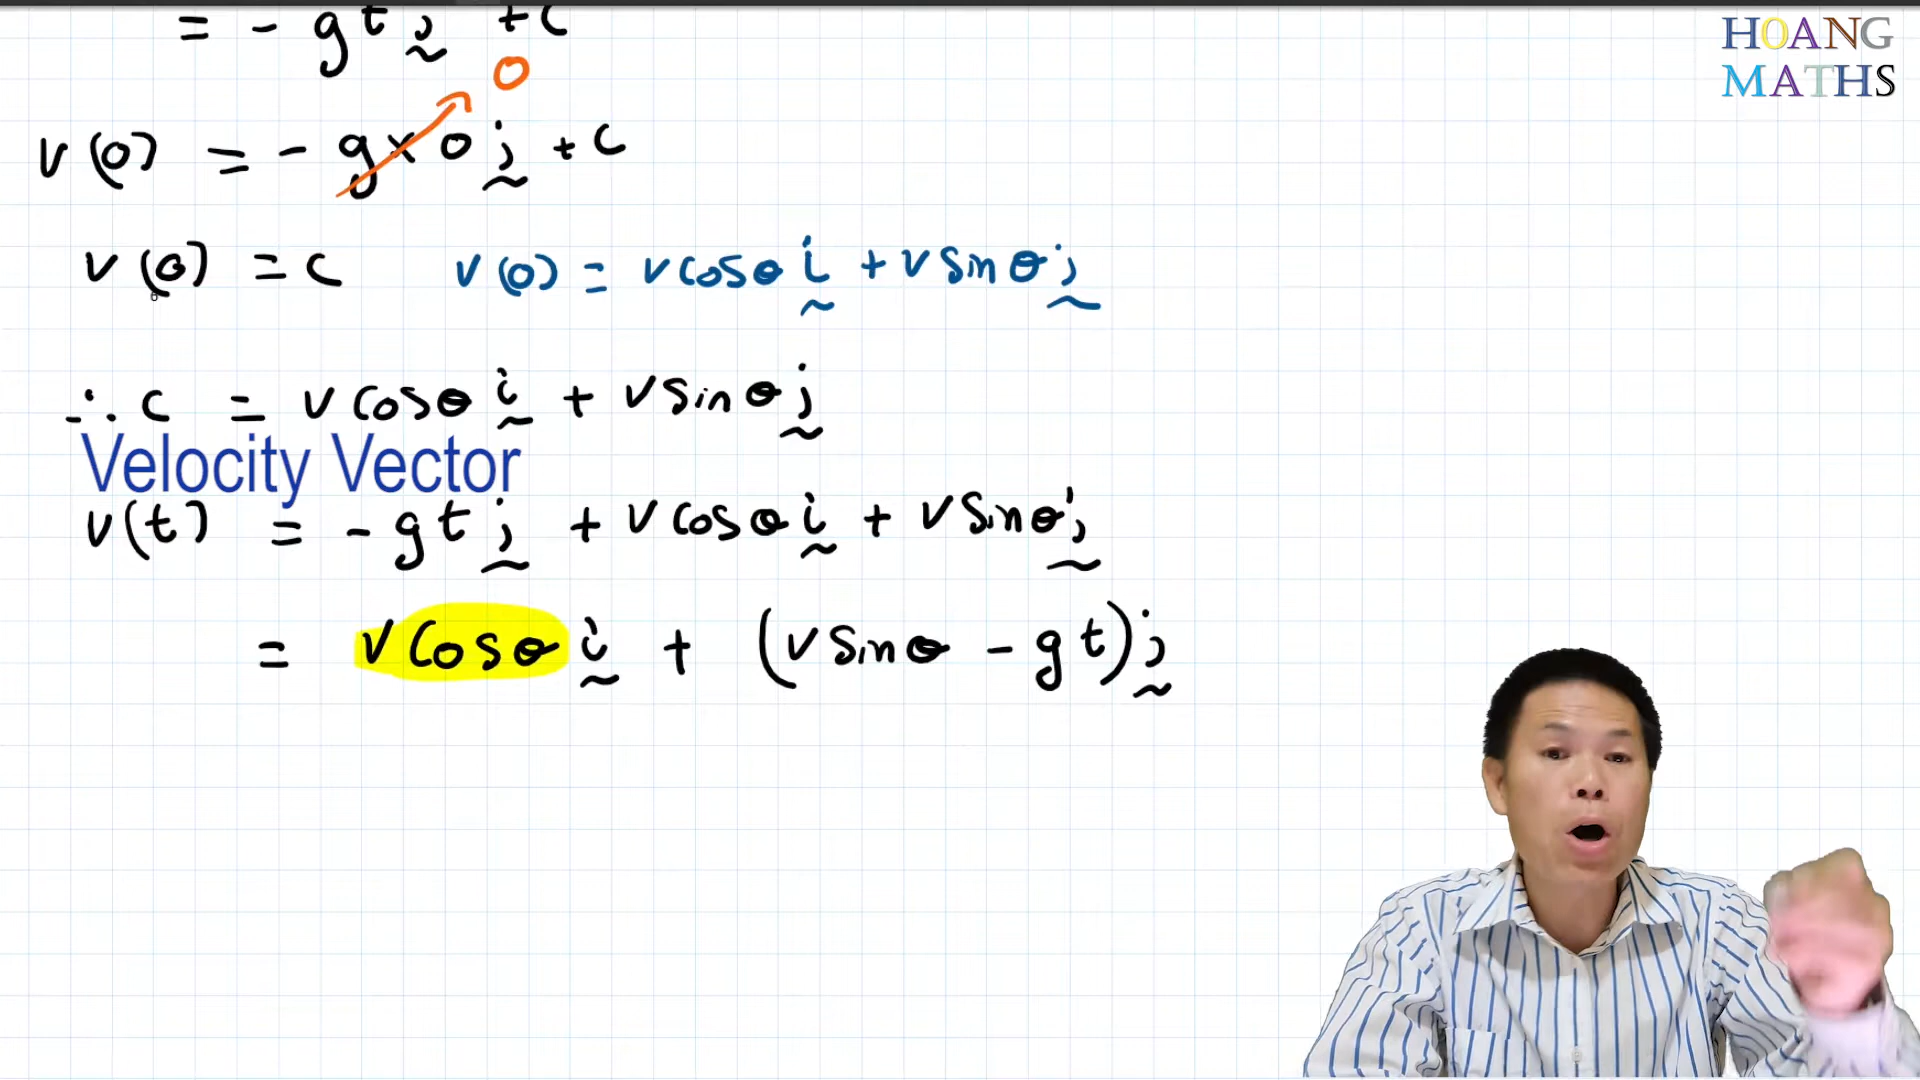 = - gt j + c
0
HOANG
MATHS
v(0) = - g × 0 j + c
v(0) = c v(0) = v cosθ i + v sinθ j
∴ c = v cosθ i + v sinθ j
Velocity Vector
v(t) = - gt j + v cosθ i + v sinθ j
= v cosθ i + (v sinθ - gt) j